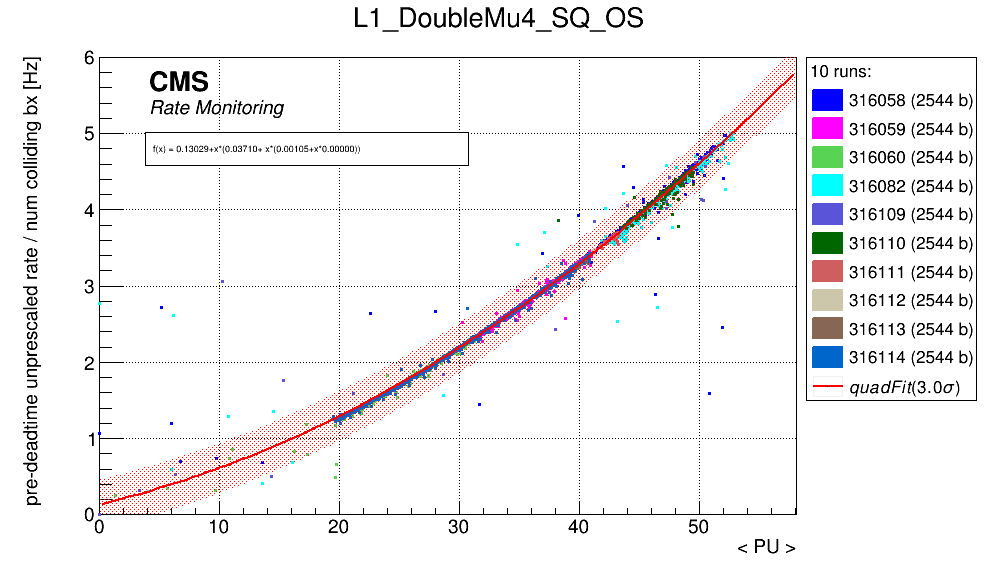 L1_DoubleMu4_SQ_OS
pre-deadtime unprescaled rate / num colliding bx [Hz]
6
5
4
3
2
1
0
CMS
Rate Monitoring
f(x) = 0.13029+x*(0.03710+ x*(0.00105+x*0.00000))
0 10 20 30 40 50
< PU >
10 runs:
316058 (2544 b)
316059 (2544 b)
316060 (2544 b)
316082 (2544 b)
316109 (2544 b)
316110 (2544 b)
316111 (2544 b)
316112 (2544 b)
316113 (2544 b)
316114 (2544 b)
quadFit(3.0σ)